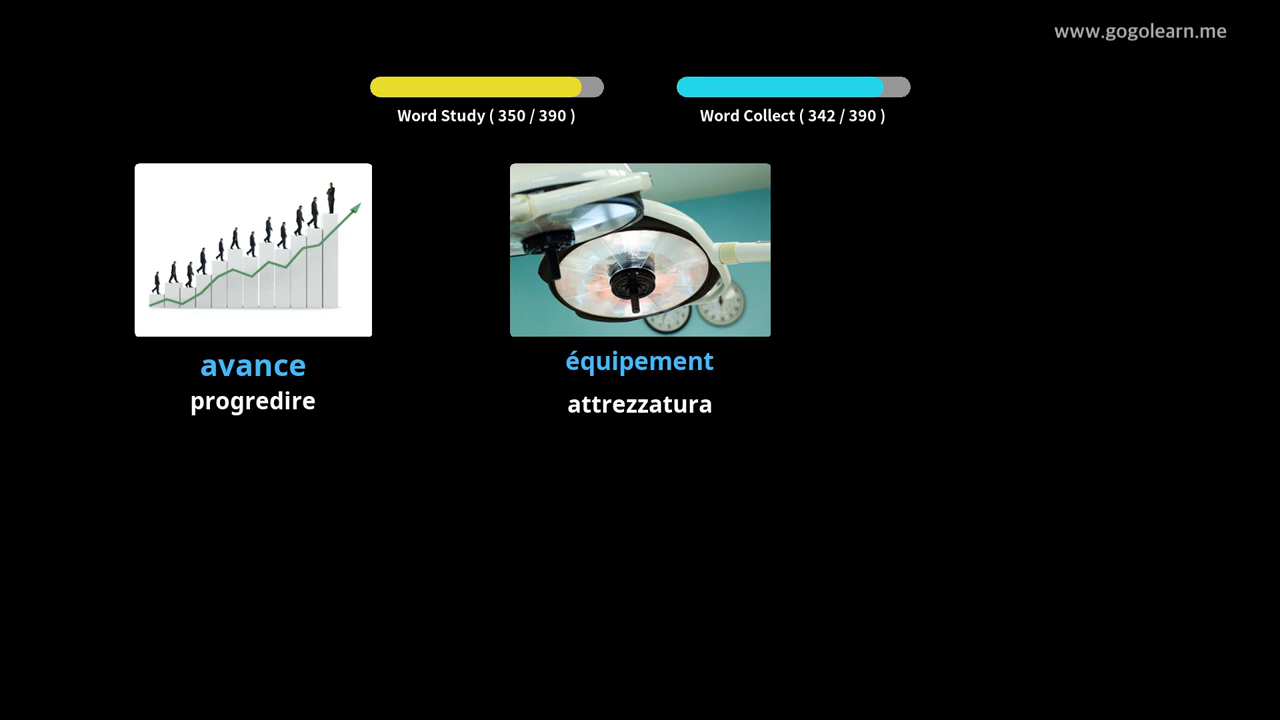 www.gogolearn.me
Word Study ( 350 / 390 )
Word Collect ( 342 / 390 )
avance
progredire
équipement
attrezzatura